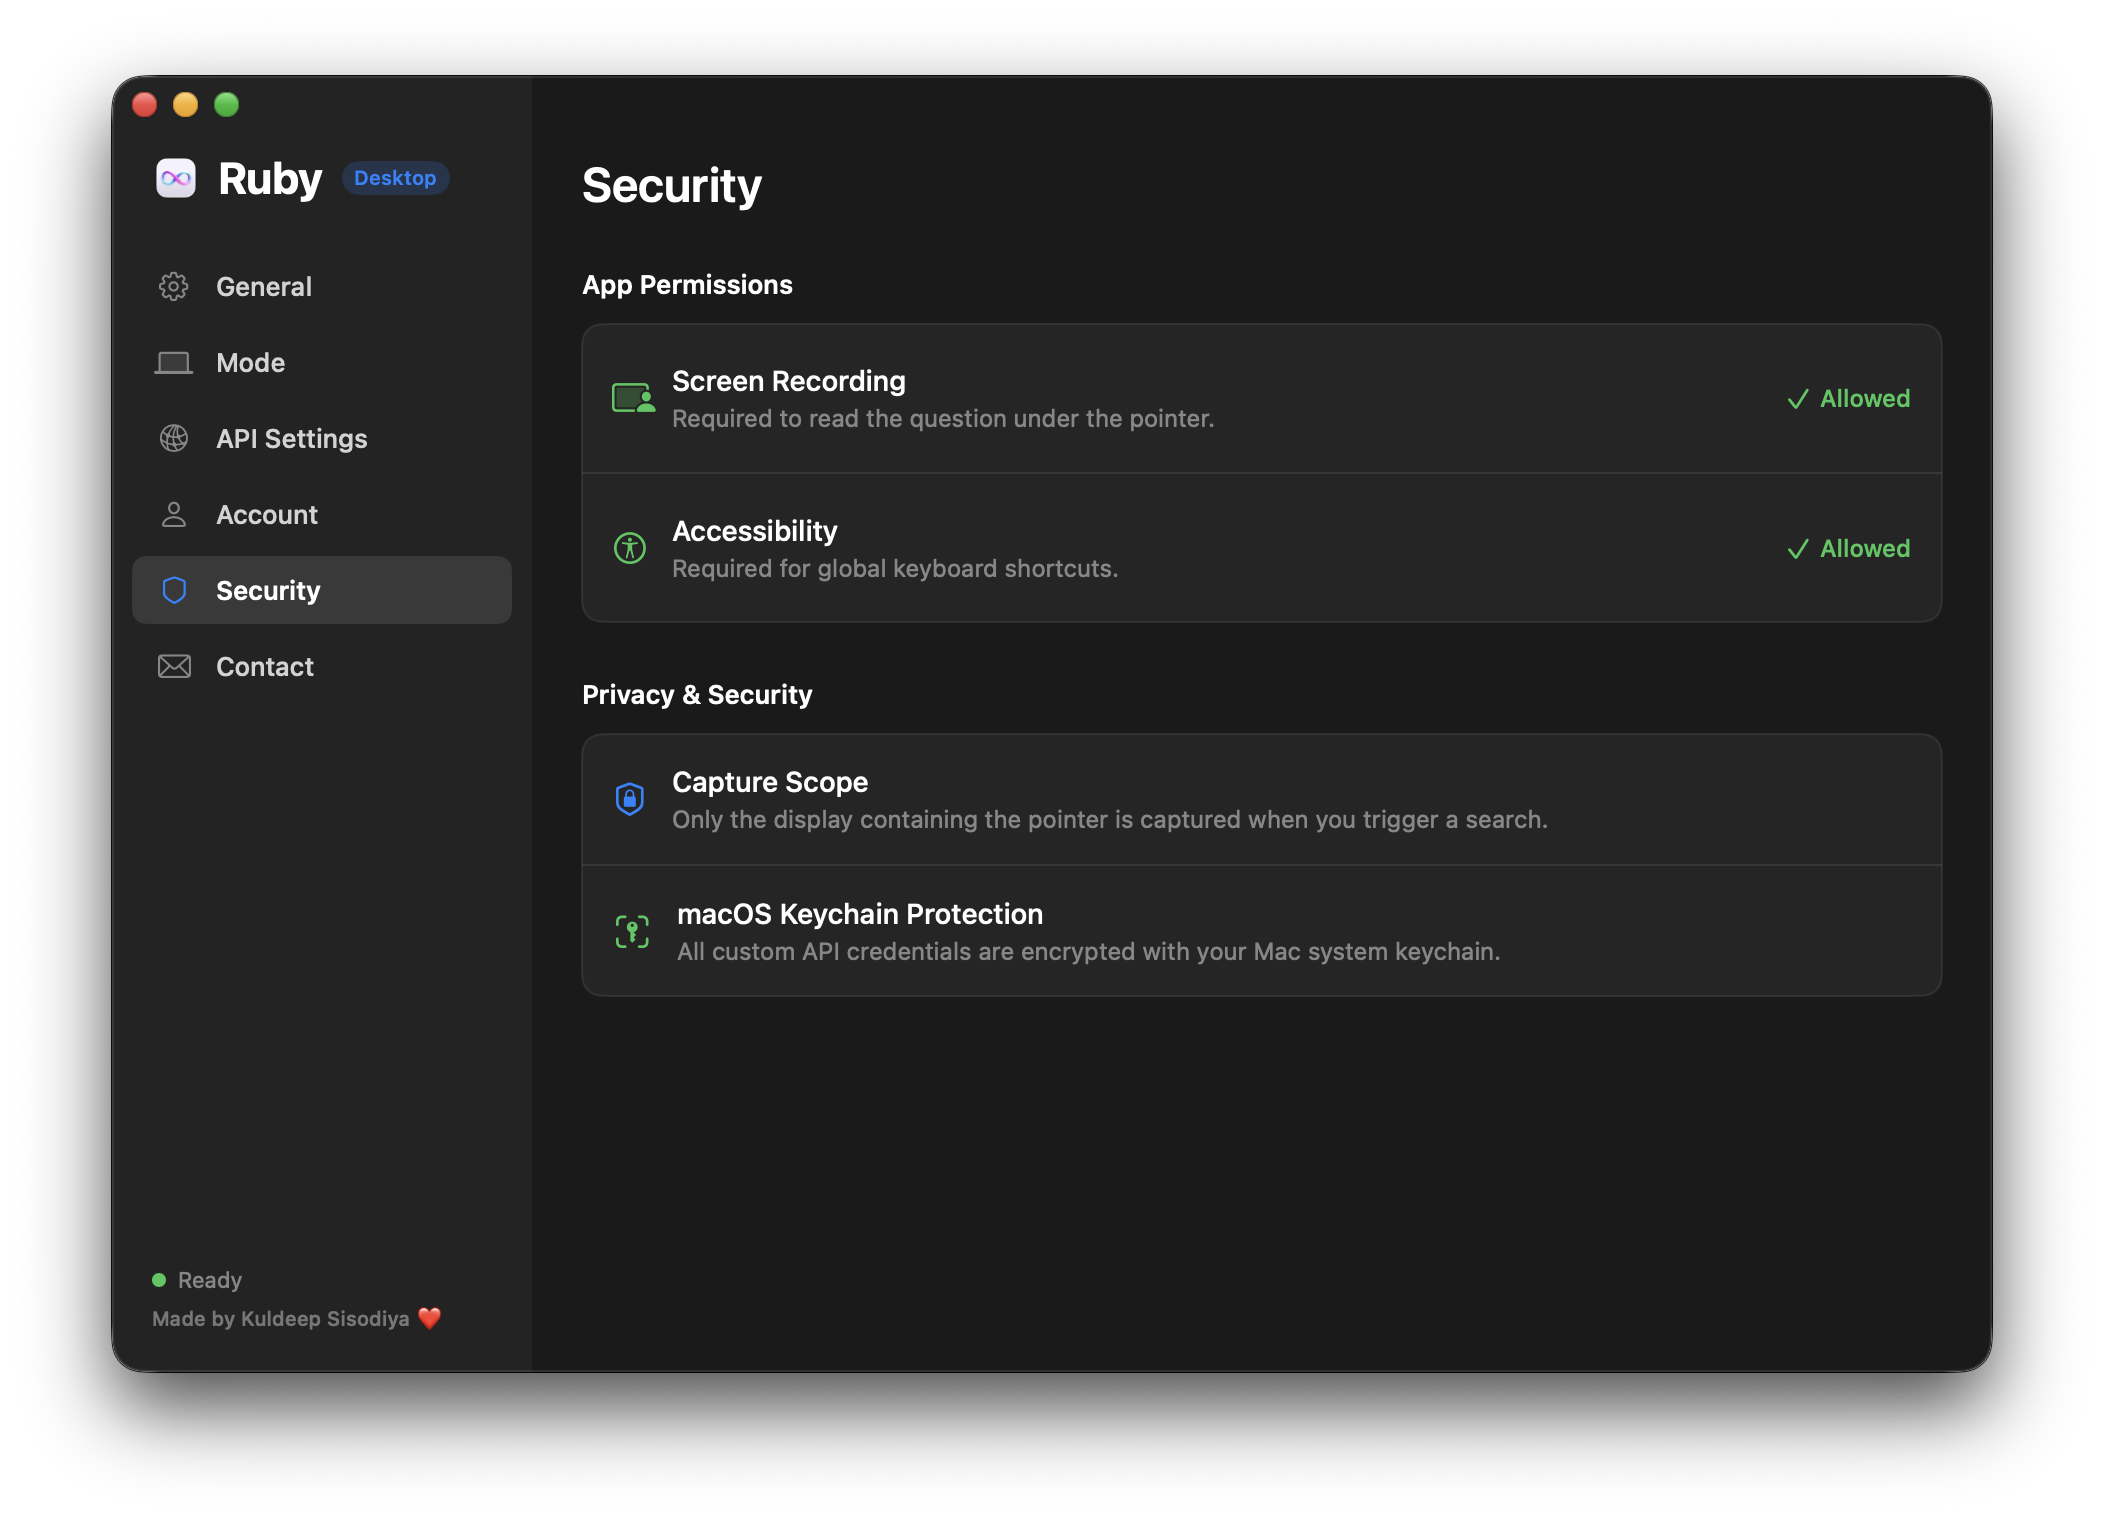 Ruby
Desktop
General
Mode
API Settings
Account
Security
Contact
Ready
Made by Kuldeep Sisodiya ❤️
Security
App Permissions
Screen Recording
Required to read the question under the pointer.
Allowed
Accessibility
Required for global keyboard shortcuts.
Allowed
Privacy & Security
Capture Scope
Only the display containing the pointer is captured when you trigger a search.
macOS Keychain Protection
All custom API credentials are encrypted with your Mac system keychain.